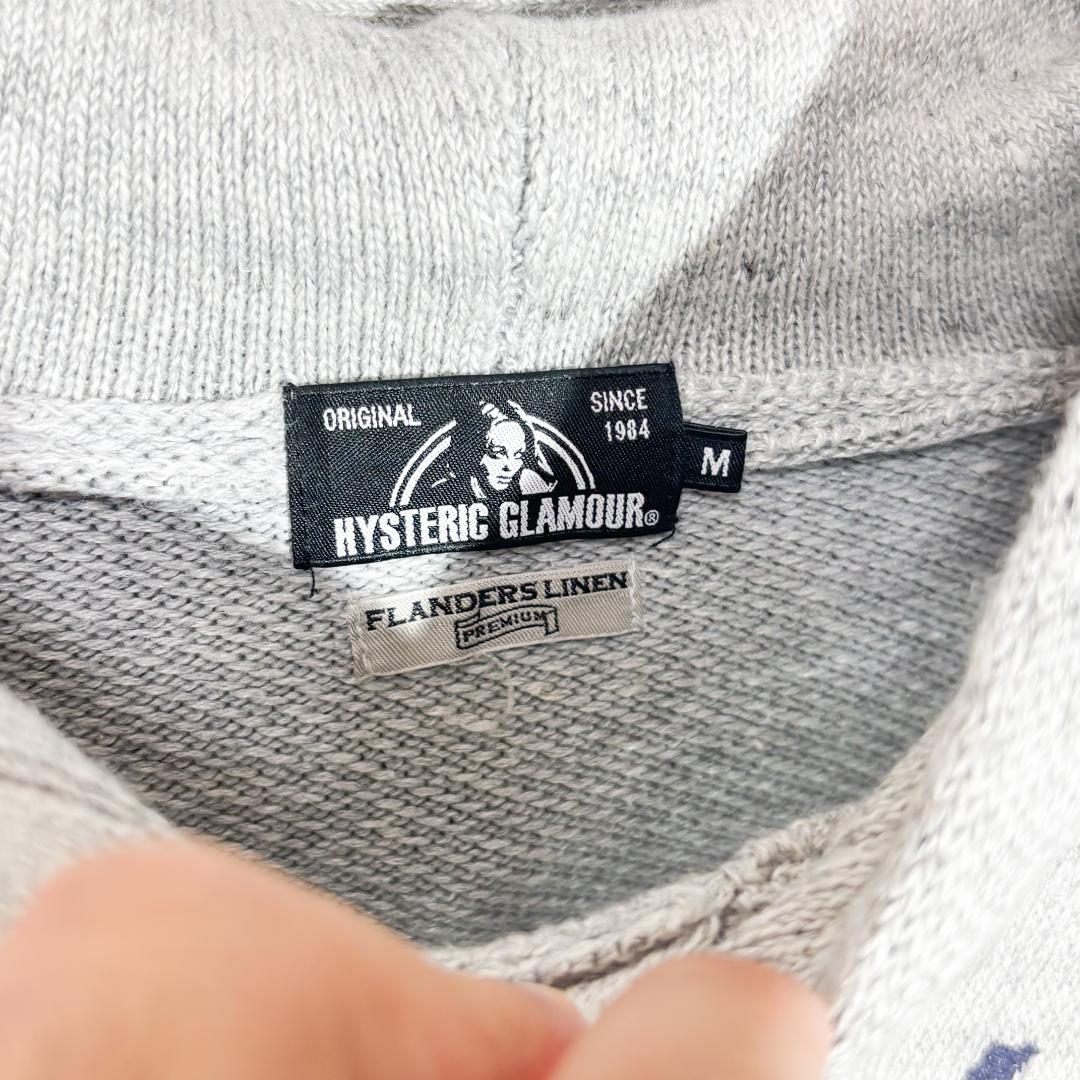 ORIGINAL
SINCE
1984
HYSTERIC GLAMOUR®
M
FLANDERS LINEN
PREMIUM